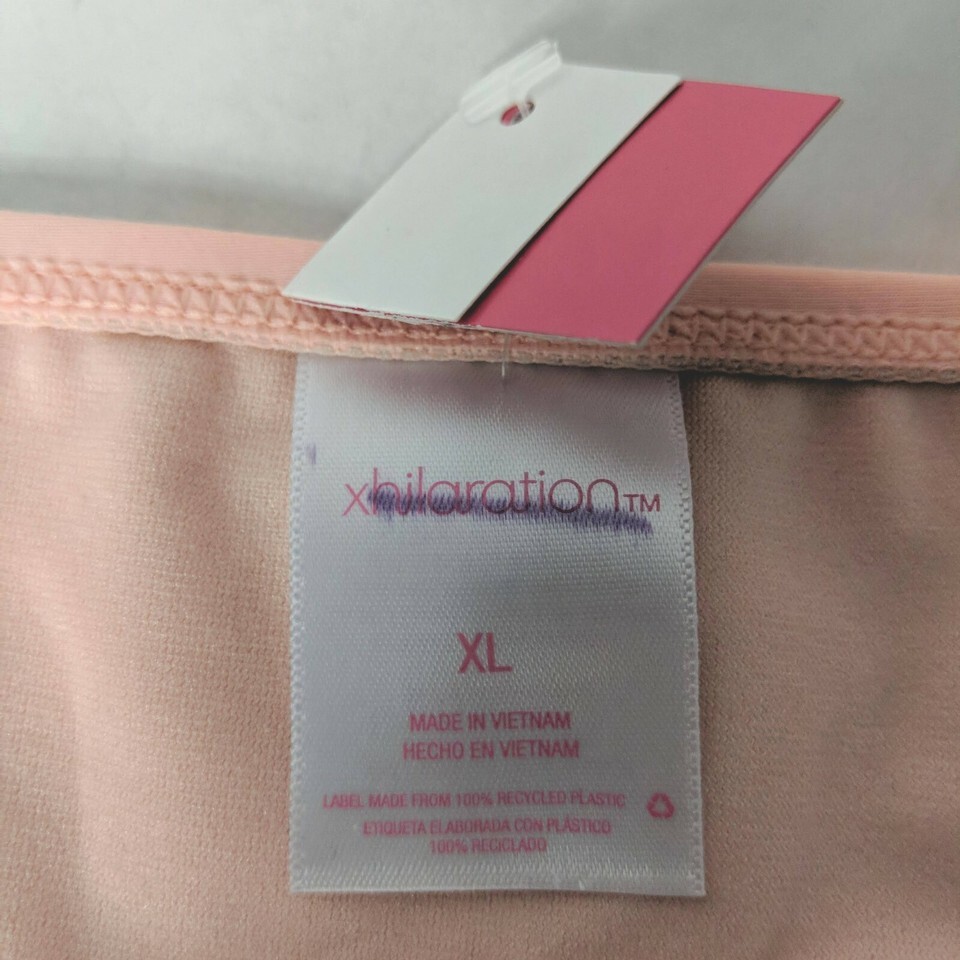 xhilaration™
XL
MADE IN VIETNAM
HECHO EN VIETNAM
LABEL MADE FROM 100% RECYCLED PLASTIC
ETIQUETA ELABORADA CON PLÁSTICO
100% RECICLADO